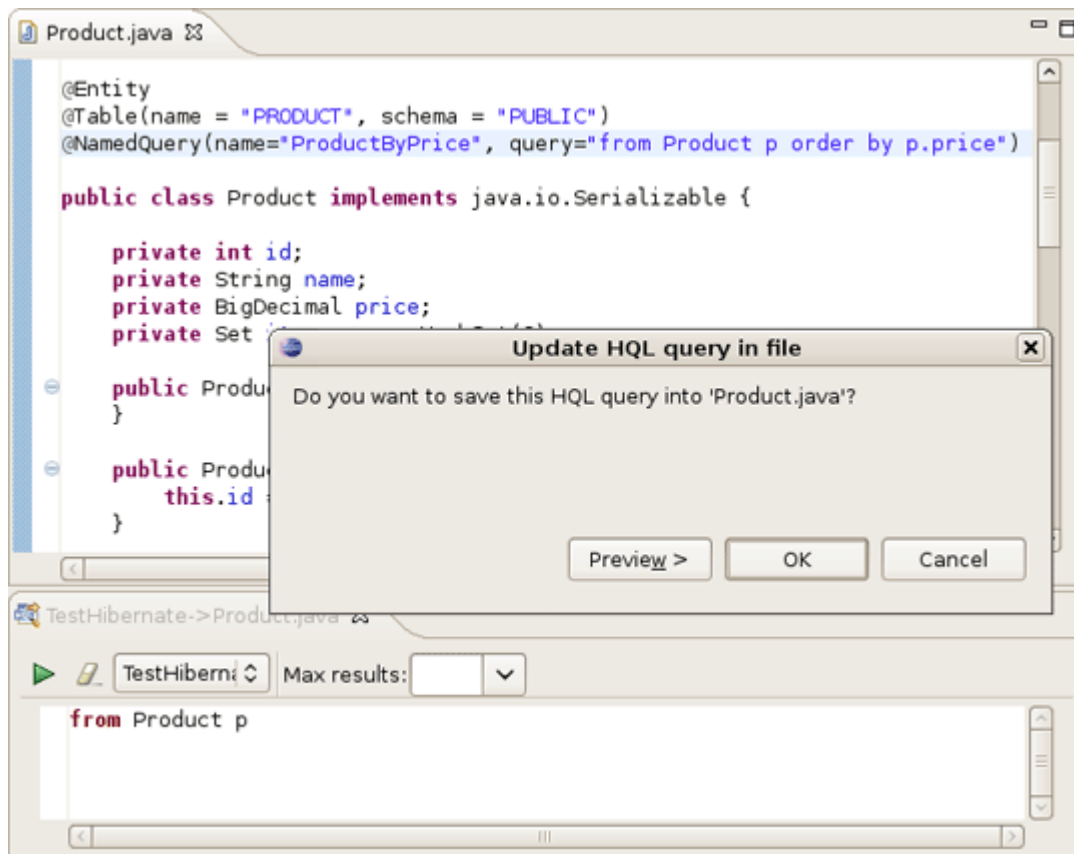 Product.java
@Entity
@Table(name = "PRODUCT", schema = "PUBLIC")
@NamedQuery(name="ProductByPrice", query="from Product p order by p.price")
public class Product implements java.io.Serializable {
private int id;
private String name;
private BigDecimal price;
private Set
public Produ
}
public Produ
this.id =
}
Update HQL query in file
Do you want to save this HQL query into 'Product.java'?
Preview >
OK
Cancel
TestHibernate->Product.java
TestHiberna
Max results:
from Product p